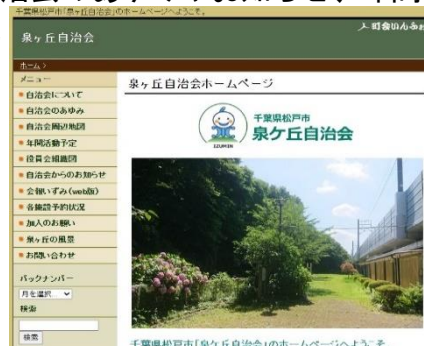 千葉県松戸市「泉ヶ丘自治会」のホームページへようこそ。
泉ヶ丘自治会
ホーム >
メニュー
自治会について
自治会のあゆみ
自治会周辺地図
年間活動予定
役員会組織図
自治会からのお知らせ
会報いずみ(web版)
各施設予約状況
加入のお願い
泉ヶ丘の風景
お問い合わせ
バックナンバー
月を選択...
検索
検索
泉ヶ丘自治会ホームページ
IZUMIN
千葉県松戸市
泉ケ丘自治会
千葉県松戸市「泉ケ丘自治会」のホームページへようこそ